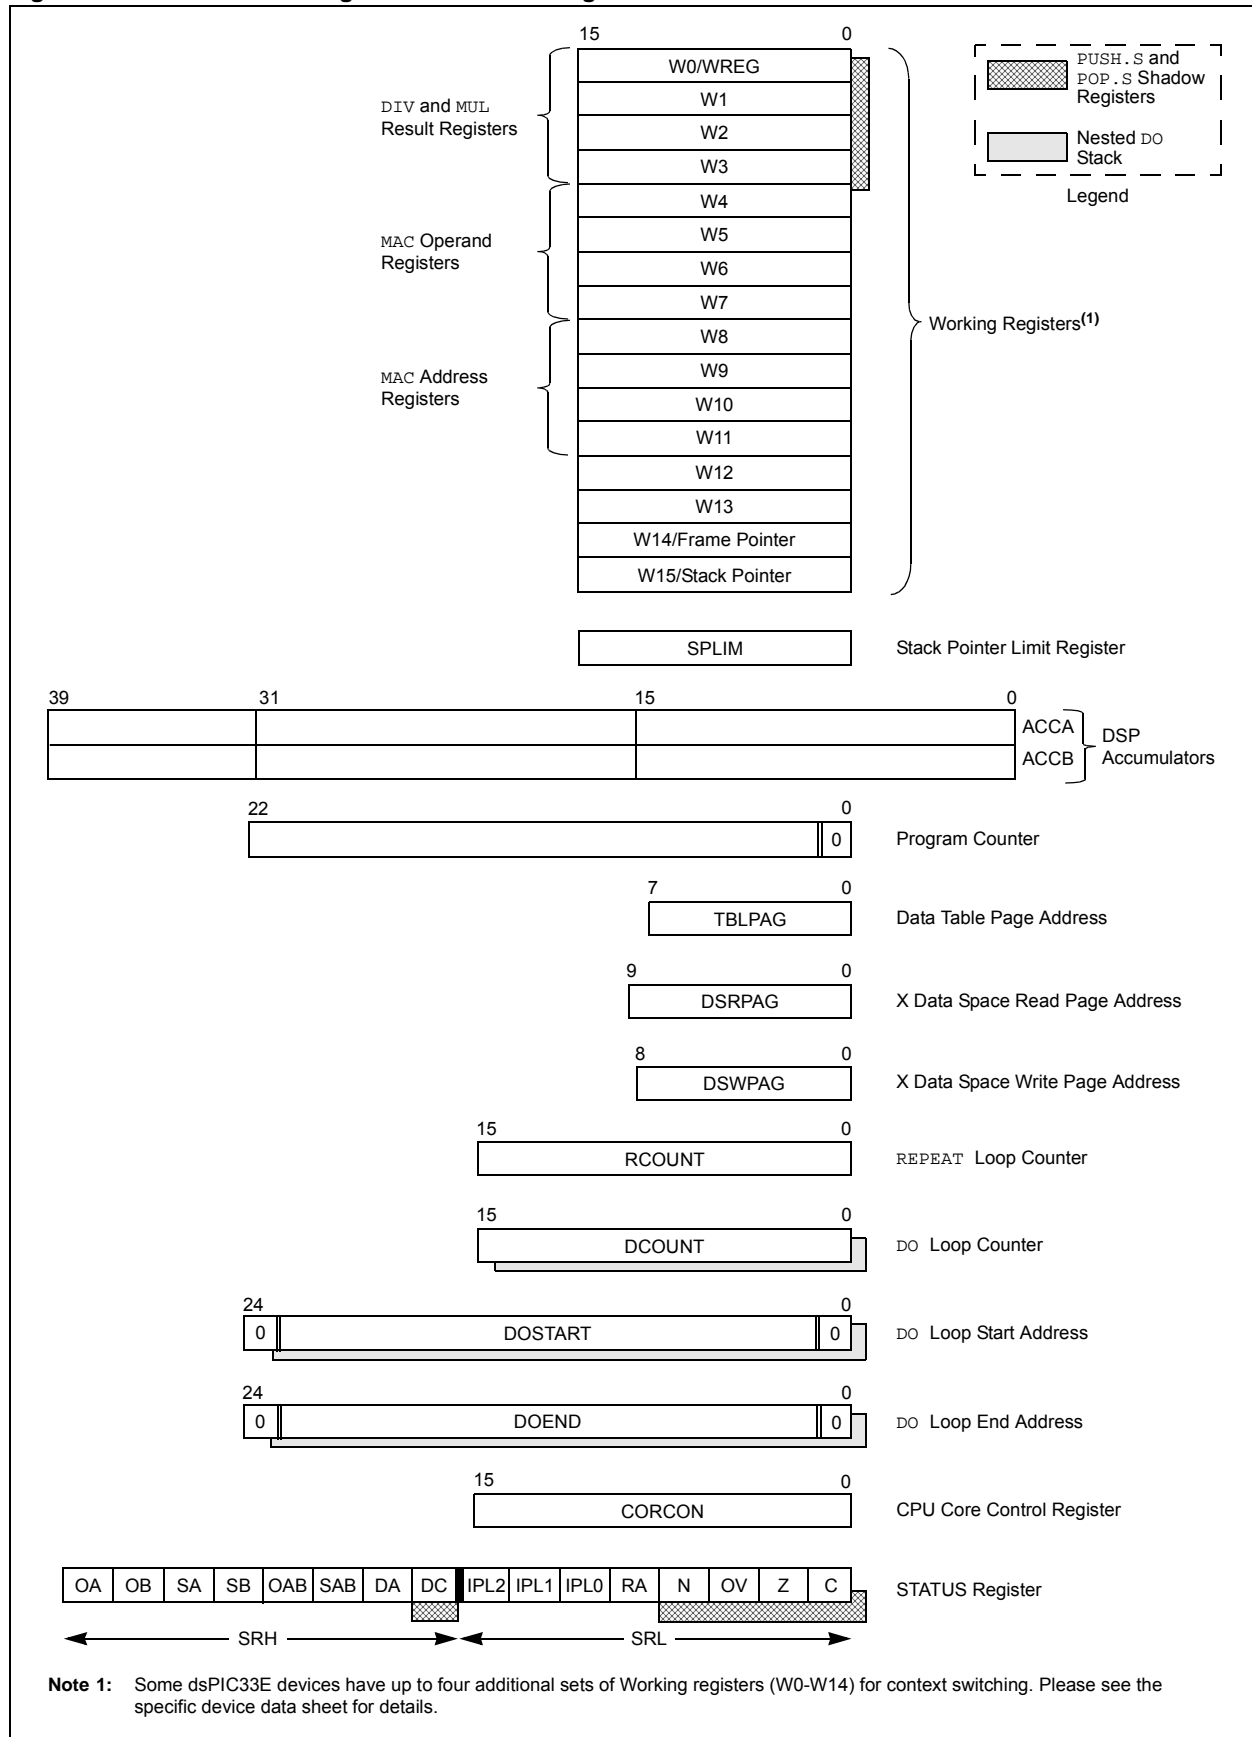 15 0
W0/WREG
W1
W2
W3
W4
W5
W6
W7
W8
W9
W10
W11
W12
W13
W14/Frame Pointer
W15/Stack Pointer
DIV and MUL
Result Registers
MAC Operand
Registers
MAC Address
Registers
Working Registers(1)
PUSH.S and
POP.S Shadow
Registers
Nested DO
Stack
Legend
SPLIM Stack Pointer Limit Register
39 31 15 0
ACCA
ACCB
DSP
Accumulators
22 0
0 Program Counter
7 0
TBLPAG Data Table Page Address
9 0
DSRPAG X Data Space Read Page Address
8 0
DSWPAG X Data Space Write Page Address
15 0
RCOUNT REPEAT Loop Counter
15 0
DCOUNT DO Loop Counter
24 0
0 DOSTART 0 DO Loop Start Address
24 0
0 DOEND 0 DO Loop End Address
15 0
CORCON CPU Core Control Register
OA OB SA SB OAB SAB DA DC IPL2 IPL1 IPL0 RA N OV Z C STATUS Register
SRH SRL
Note 1: Some dsPIC33E devices have up to four additional sets of Working registers (W0-W14) for context switching. Please see the
specific device data sheet for details.